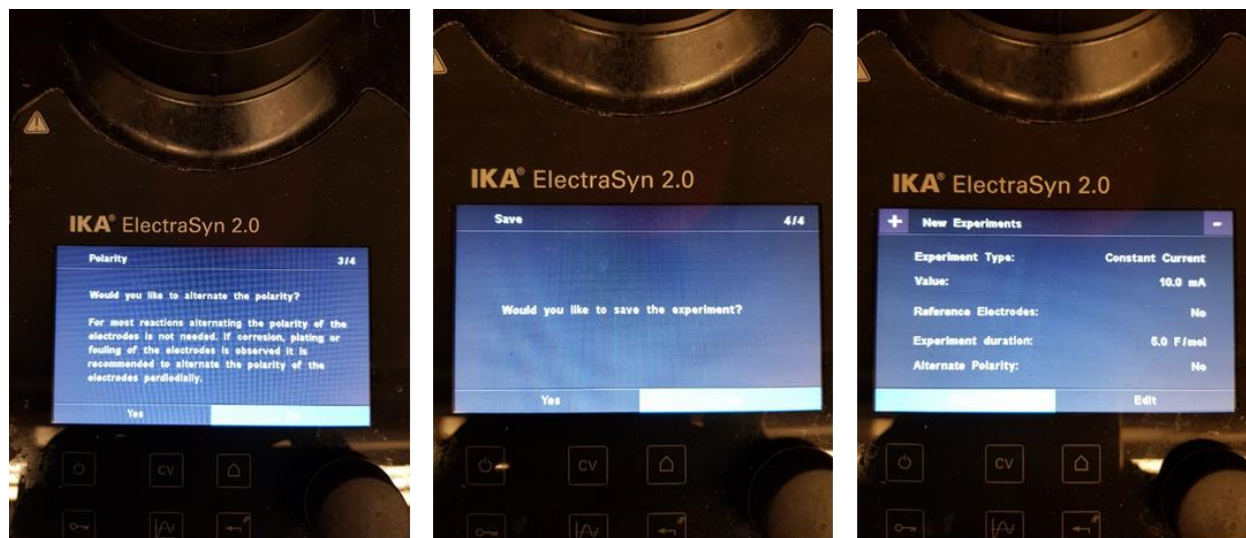 IKA® ElectraSyn 2.0
Polarity 3/4
Would you like to alternate the polarity?
For most reactions alternating the polarity of the
electrodes is not needed. If corrosion, plating or
fouling of the electrodes is observed it is
recommended to alternate the polarity of the
electrodes perdiodially.
Yes
CV
IKA® ElectraSyn 2.0
Save 4/4
Would you like to save the experiment?
Yes
CV
IKA® ElectraSyn 2.0
+ New Experiments -
Experiment Type: Constant Current
Value: 10.0 mA
Reference Electrodes: No
Experiment duration: 5.0 F/mol
Alternate Polarity: No
Edit
CV